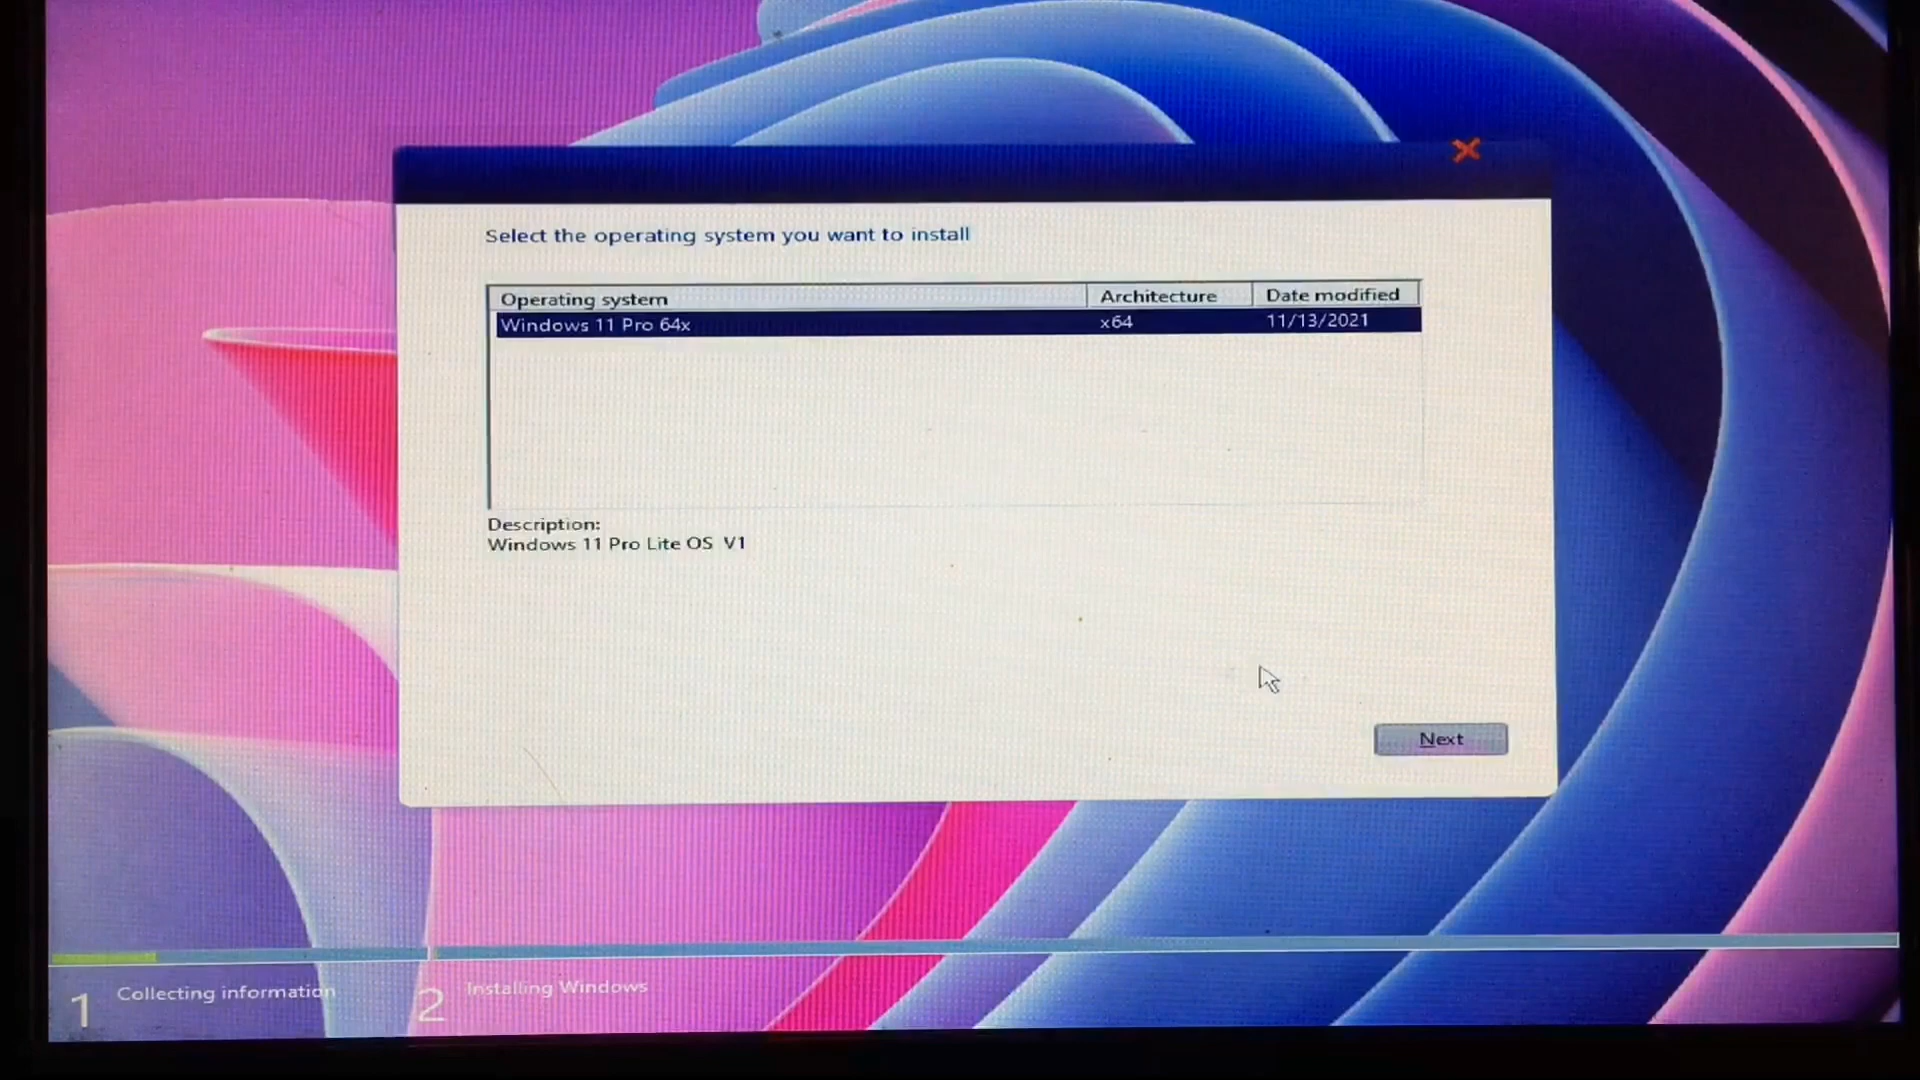 Select the operating system you want to install
Operating system Architecture Date modified
Windows 11 Pro 64x x64 11/13/2021
Description:
Windows 11 Pro Lite OS V1
Next
1 Collecting information 2 Installing Windows